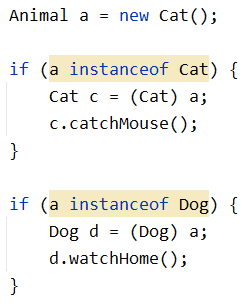 Animal a = new Cat();

if (a instanceof Cat) {
    Cat c = (Cat) a;
    c.catchMouse();
}

if (a instanceof Dog) {
    Dog d = (Dog) a;
    d.watchHome();
}